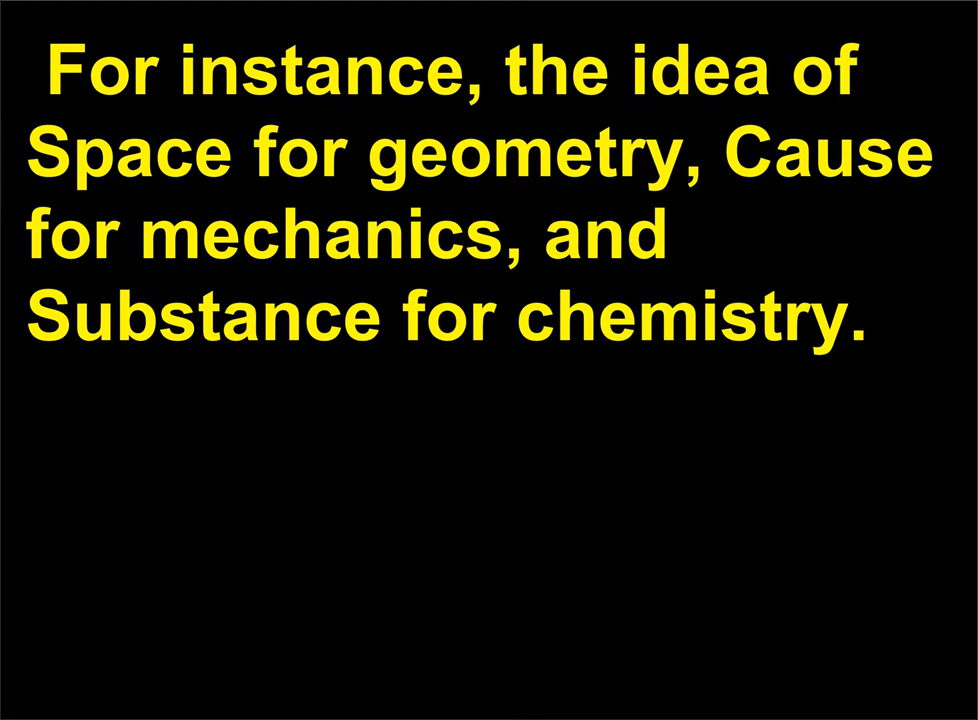 For instance, the idea of
Space for geometry, Cause
for mechanics, and
Substance for chemistry.